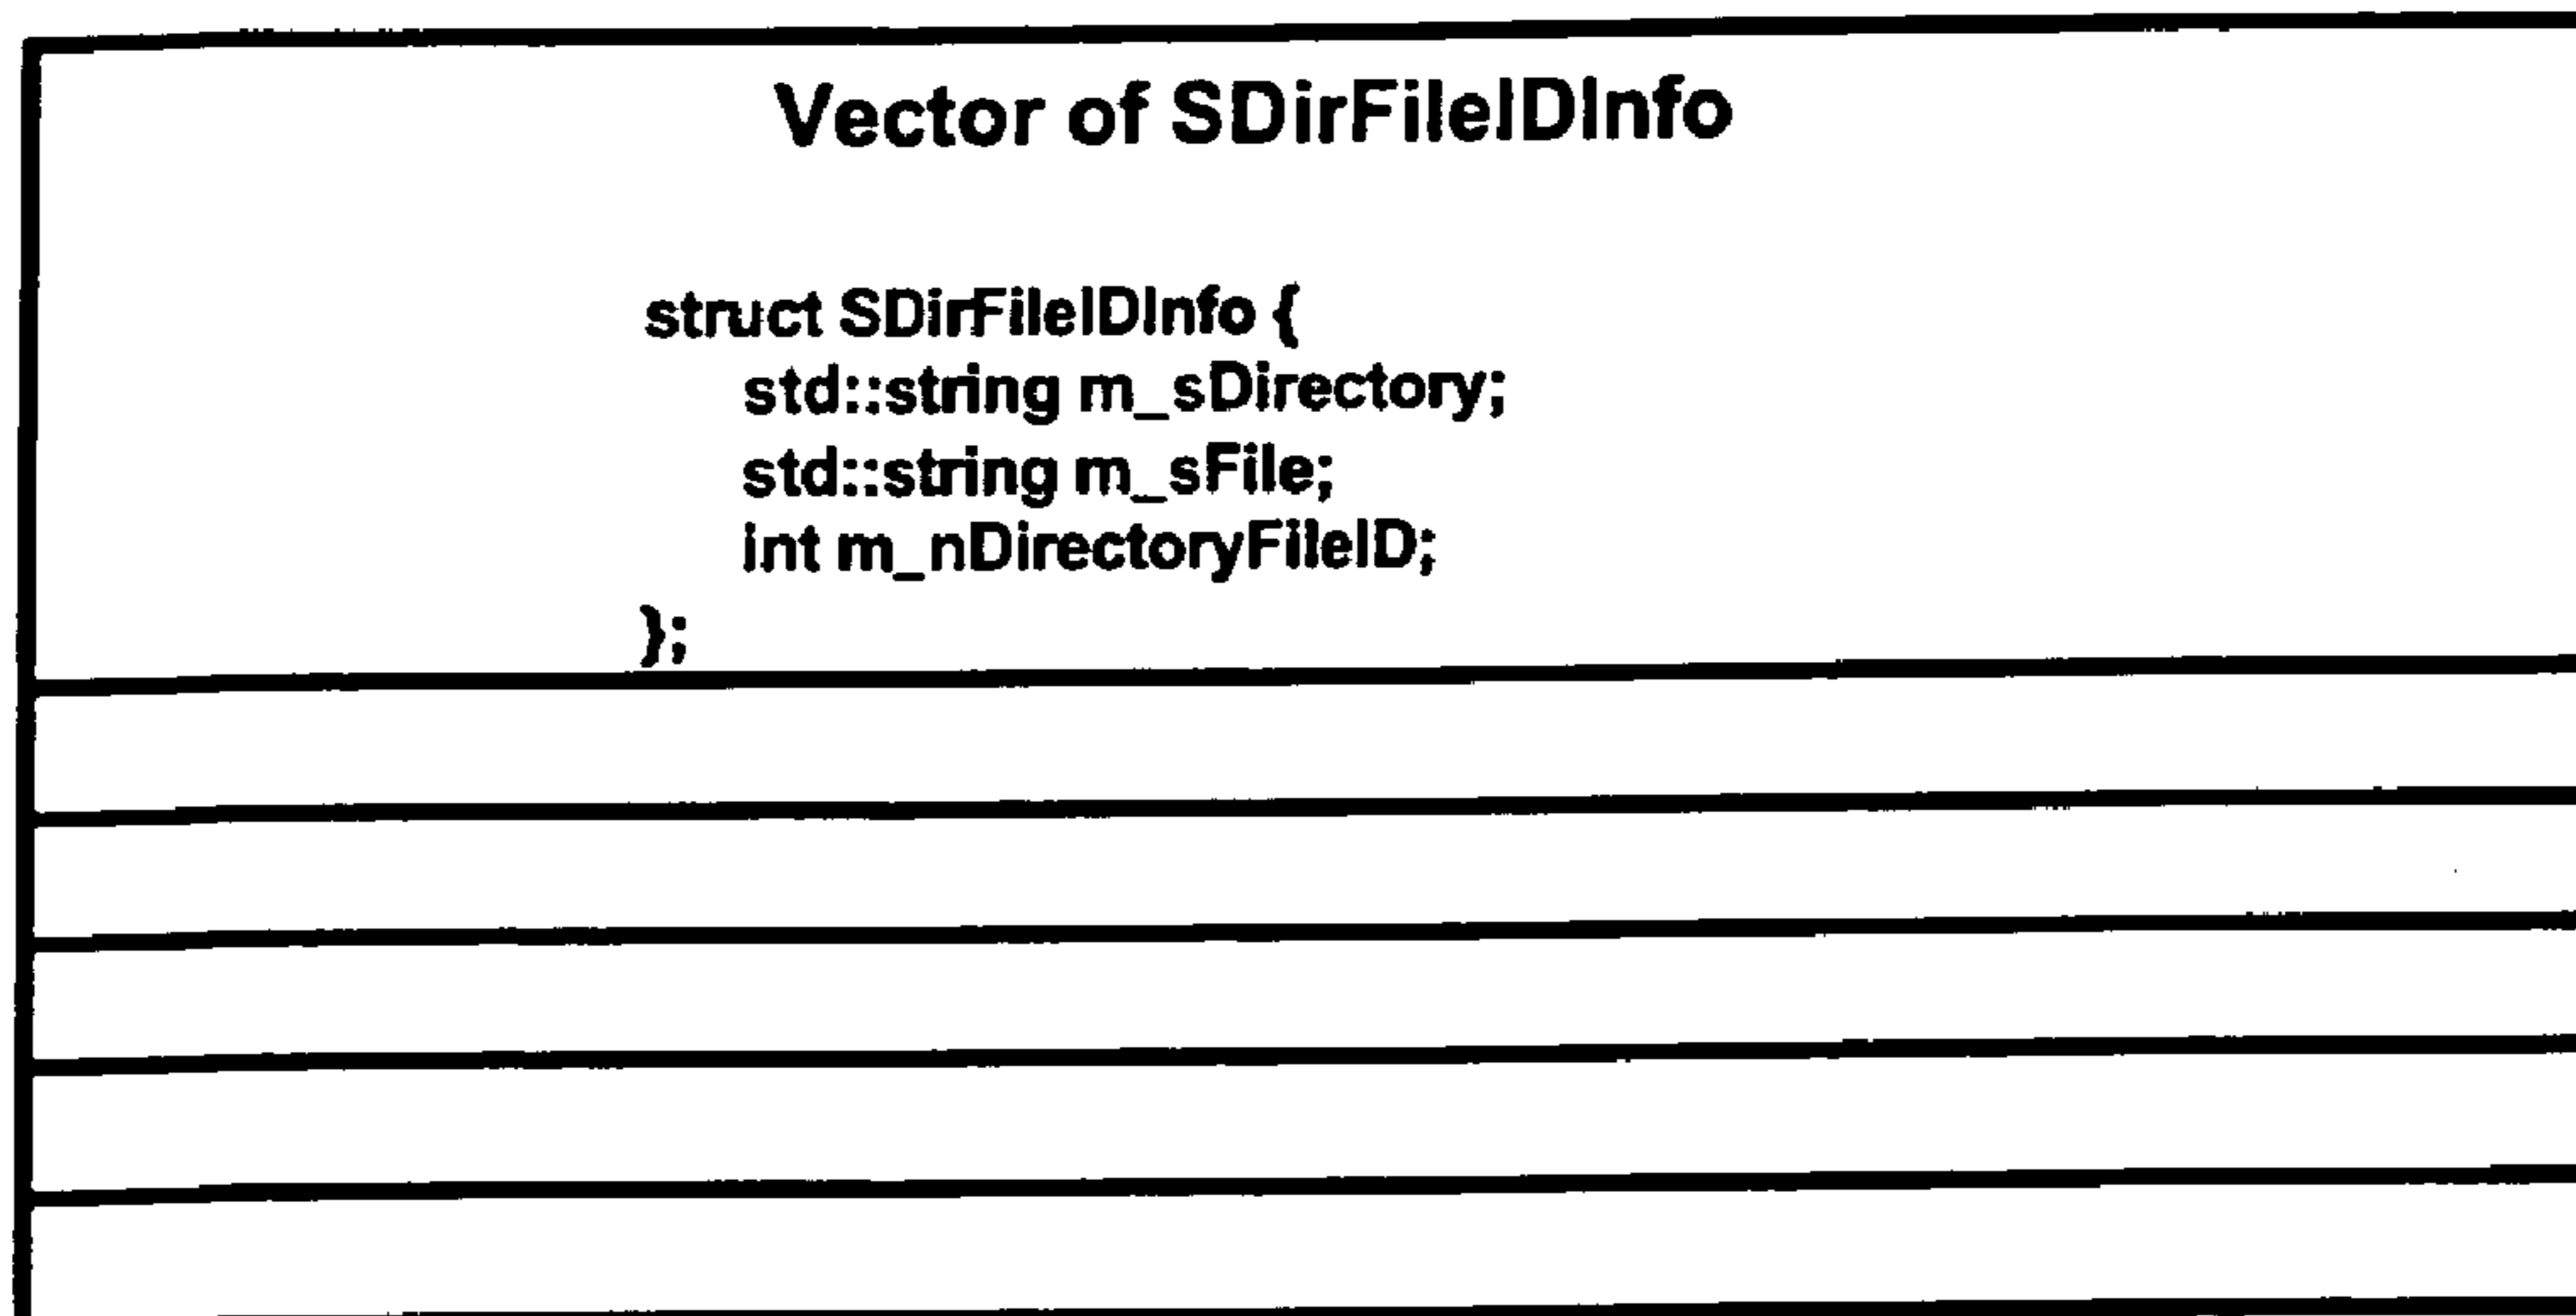 Vector of SDirFileIDInfo
struct SDirFileIDInfo {
std::string m_sDirectory;
std::string m_sFile;
int m_nDirectoryFileID;
};